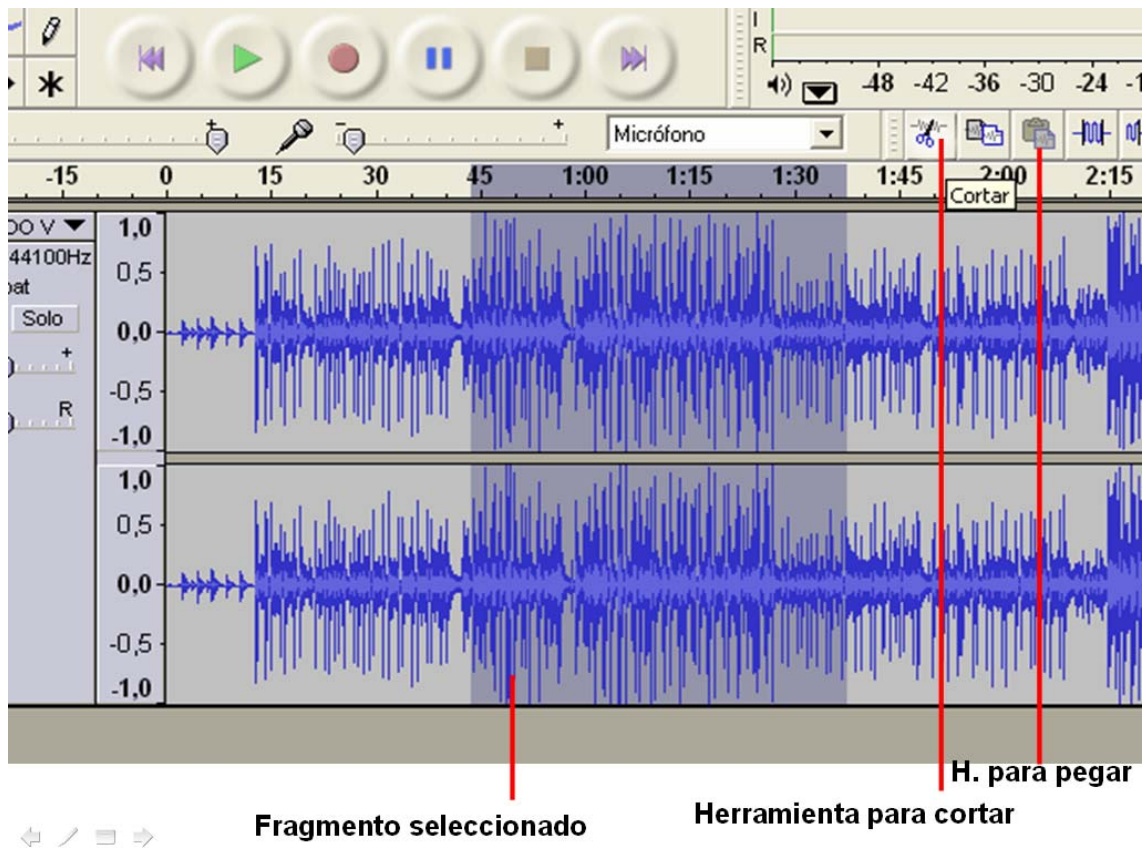 L
R
-48 -42 -36 -30 -24 -1
- + - + Micrófono
-15 0 15 30 45 1:00 1:15 1:30 1:45 2:00 2:15
Cortar
44100Hz
Solo
+
R
1,0
0,5
0,0
-0,5
-1,0
1,0
0,5
0,0
-0,5
-1,0
H. para pegar
Herramienta para cortar
Fragmento seleccionado